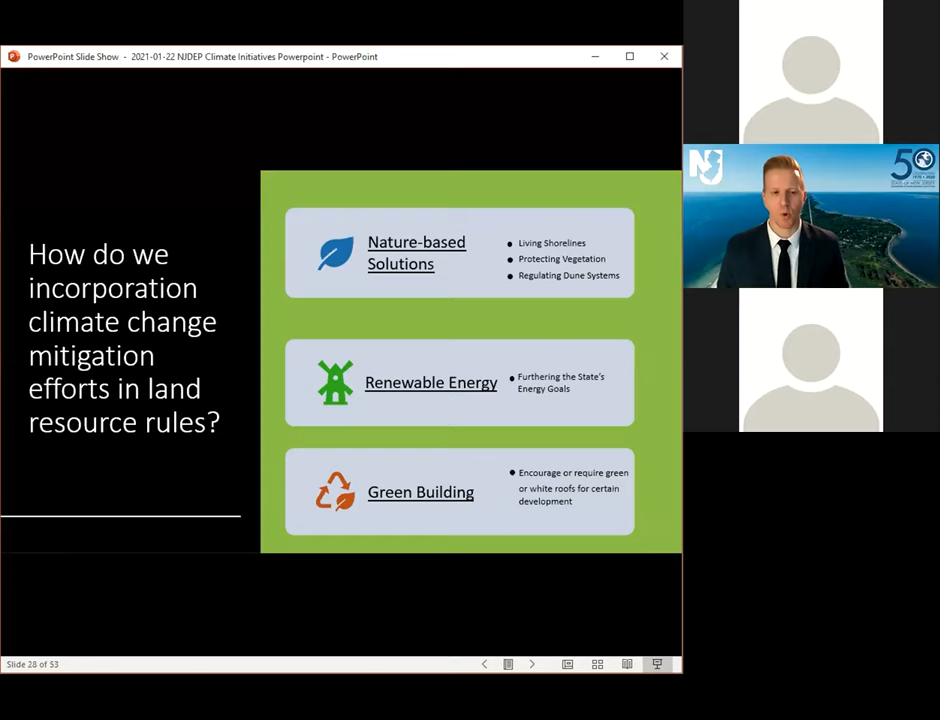 PowerPoint Slide Show - 2021-01-22 NJDEP Climate Initiatives Powerpoint - PowerPoint
How do we
incorporation
climate change
mitigation
efforts in land
resource rules?
Nature-based
Solutions
Living Shorelines
Protecting Vegetation
Regulating Dune Systems
Renewable Energy
Furthering the State's
Energy Goals
Green Building
Encourage or require green
or white roofs for certain
development
Slide 28 of 53
NJ
50